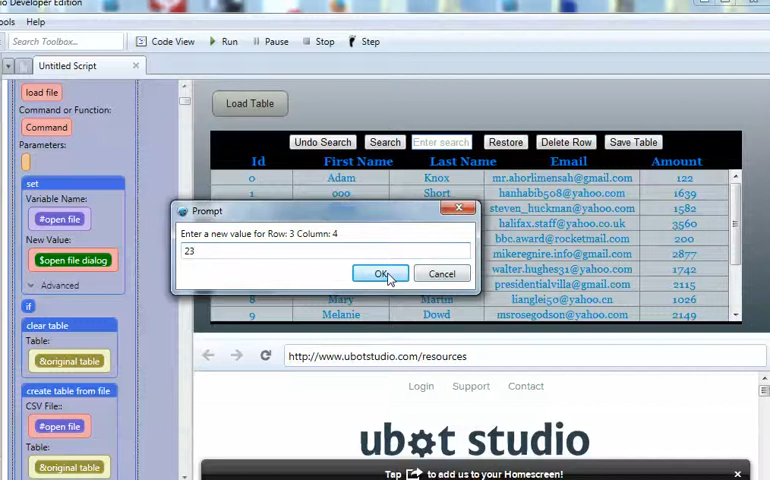 io Developer Edition
ools Help
Search Toolbox... Code View Run Pause Stop Step
Untitled Script
load file
Command or Function:
Command
Parameters:
set
Variable Name:
#open file
New Value:
$open file dialog
Advanced
if
clear table
Table:
&original table
create table from file
CSV File::
#open file
Table:
&original table
Load Table
Undo Search Search Enter search Restore Delete Row Save Table
Id First Name Last Name Email Amount
0 Adam Knox mr.ahorlimensah@gmail.com 122
1 000 Short hanhabib508@yahoo.com 1639
steven_huckman@yahoo.com 1582
halifax.staff@yahoo.co.uk 3560
bbc.award@rocketmail.com 200
mikeregnire.info@gmail.com 2877
walter.hughes31@yahoo.com 1742
presidentialvilla@gmail.com 2115
8 Mary Martin lianglei50@yahoo.cn 1026
9 Melanie Dowd msrosegodson@yahoo.com 2149
Prompt
Enter a new value for Row: 3 Column: 4
23
OK Cancel
http://www.ubotstudio.com/resources
Login Support Contact
ubot studio
Tap to add us to your Homescreen!